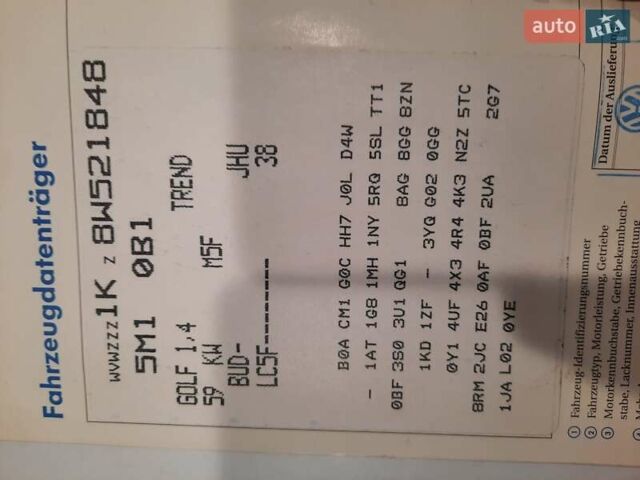 auto RIA.com
Fahrzeugdatenträger
WVWZZZ1K Z 8W521848
5M1 0B1
GOLF 1,4 TREND
59 KW M5F
BUD- JHU
LC5F--------- 38
B0A CM1 G0C HH7 J0L D4W
- 1AT 1G8 1MH 1NY 5RQ 5SL TT1
0BF 3S0 3U1 QG1 8AG 8GG BZN
1KD 1ZF - 3YQ G02 0GG
0Y1 4UF 4X3 4R4 4K3 N2Z 5TC
8RM 2JC E26 0AF 0BF 2UA 2G7
1JA L02 0YE
Datum der Auslieferung
1 Fahrzeug-Identifizierungsnummer
2 Fahrzeugtyp, Motorleistung, Getriebe
3 Motorkennbuchstabe, Getriebekennbuch-
stabe, Lacknummer, Innenausstattung